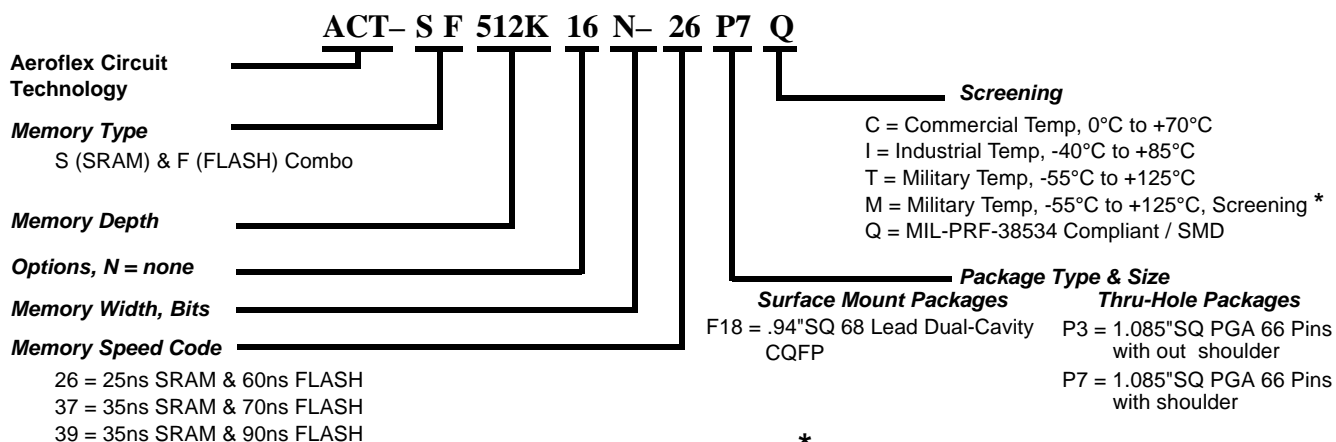 ACT– S F 512K 16 N– 26 P7 Q
Aeroflex Circuit
Technology
Memory Type
S (SRAM) & F (FLASH) Combo
Memory Depth
Options, N = none
Memory Width, Bits
Memory Speed Code
26 = 25ns SRAM & 60ns FLASH
37 = 35ns SRAM & 70ns FLASH
39 = 35ns SRAM & 90ns FLASH
Screening
C = Commercial Temp, 0°C to +70°C
I = Industrial Temp, -40°C to +85°C
T = Military Temp, -55°C to +125°C
M = Military Temp, -55°C to +125°C, Screening *
Q = MIL-PRF-38534 Compliant / SMD
Package Type & Size
Surface Mount Packages
F18 = .94"SQ 68 Lead Dual-Cavity
CQFP
Thru-Hole Packages
P3 = 1.085"SQ PGA 66 Pins
with out shoulder
P7 = 1.085"SQ PGA 66 Pins
with shoulder
*